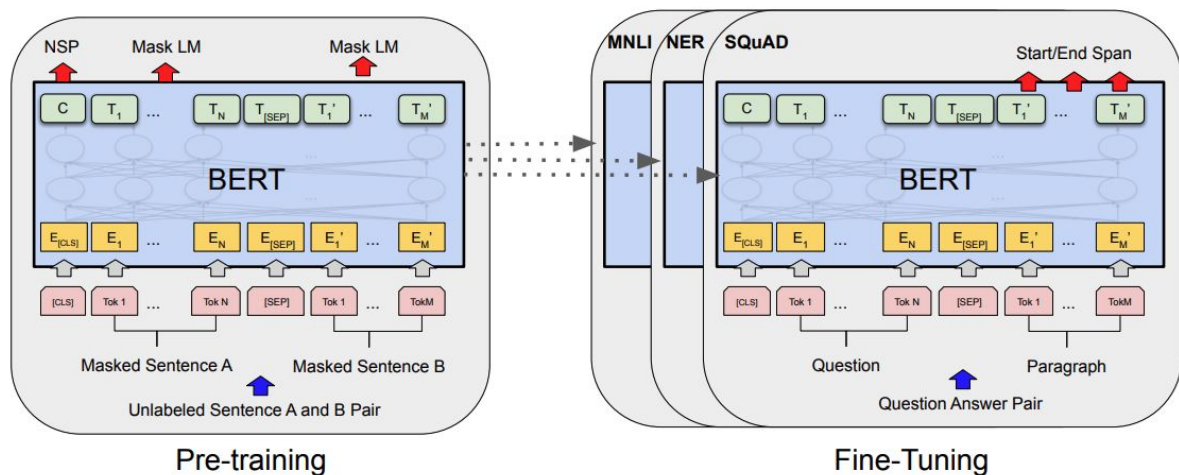 NSP Mask LM Mask LM
C T1 ... TN T[SEP] T1' ... TM'
...
...
BERT
E[CLS] E1 ... EN E[SEP] E1' ... EM'
[CLS] Tok 1 ... Tok N [SEP] Tok 1 ... TokM
Masked Sentence A Masked Sentence B
Unlabeled Sentence A and B Pair
Pre-training
MNLI NER SQuAD
Start/End Span
C T1 ... TN T[SEP] T1' ... TM'
...
...
BERT
E[CLS] E1 ... EN E[SEP] E1' ... EM'
[CLS] Tok 1 ... Tok N [SEP] Tok 1 ... TokM
Question Paragraph
Question Answer Pair
Fine-Tuning